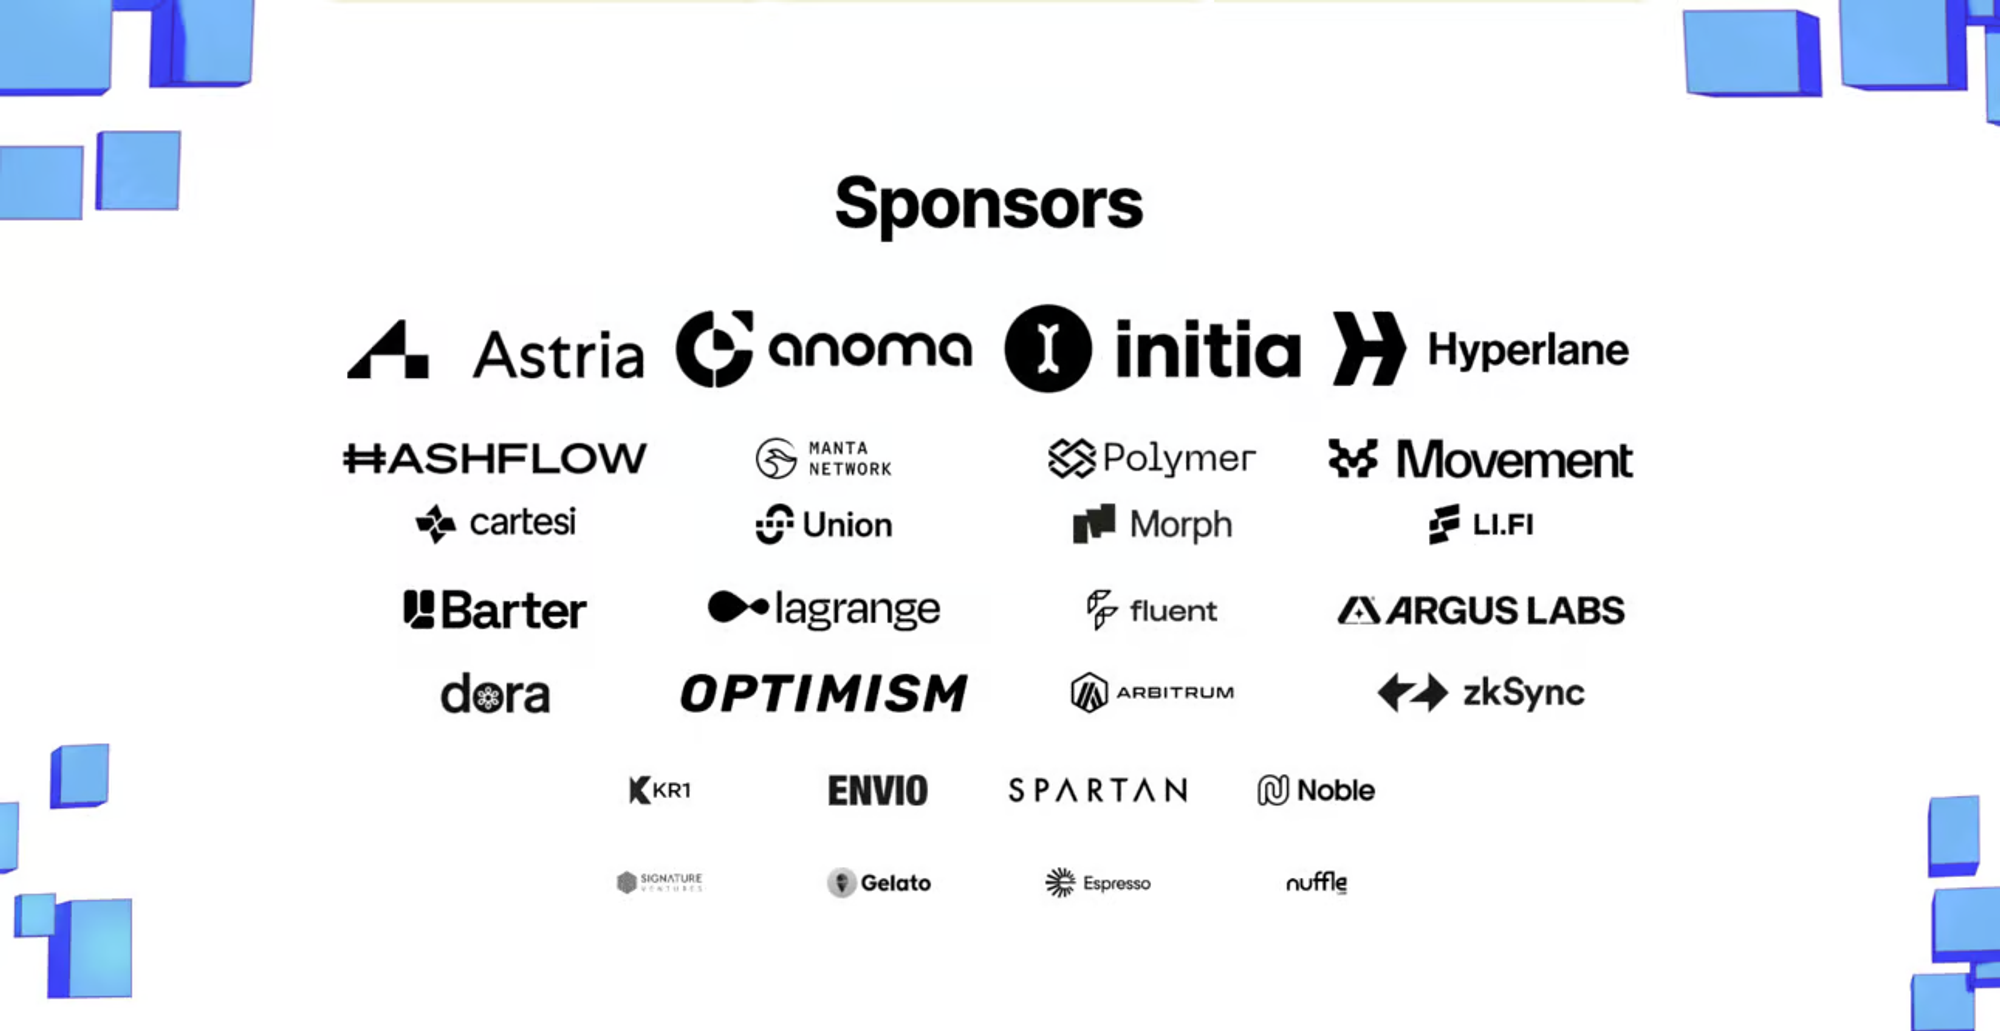 Sponsors
Astria anoma initia Hyperlane
HASHFLOW MANTA NETWORK Polymer Movement
cartesi Union Morph LI.FI
Barter lagrange fluent ARGUS LABS
dora OPTIMISM ARBITRUM zkSync
KR1 ENVIO SPARTAN Noble
SIGNATURE VENTURES Gelato Espresso nuffle